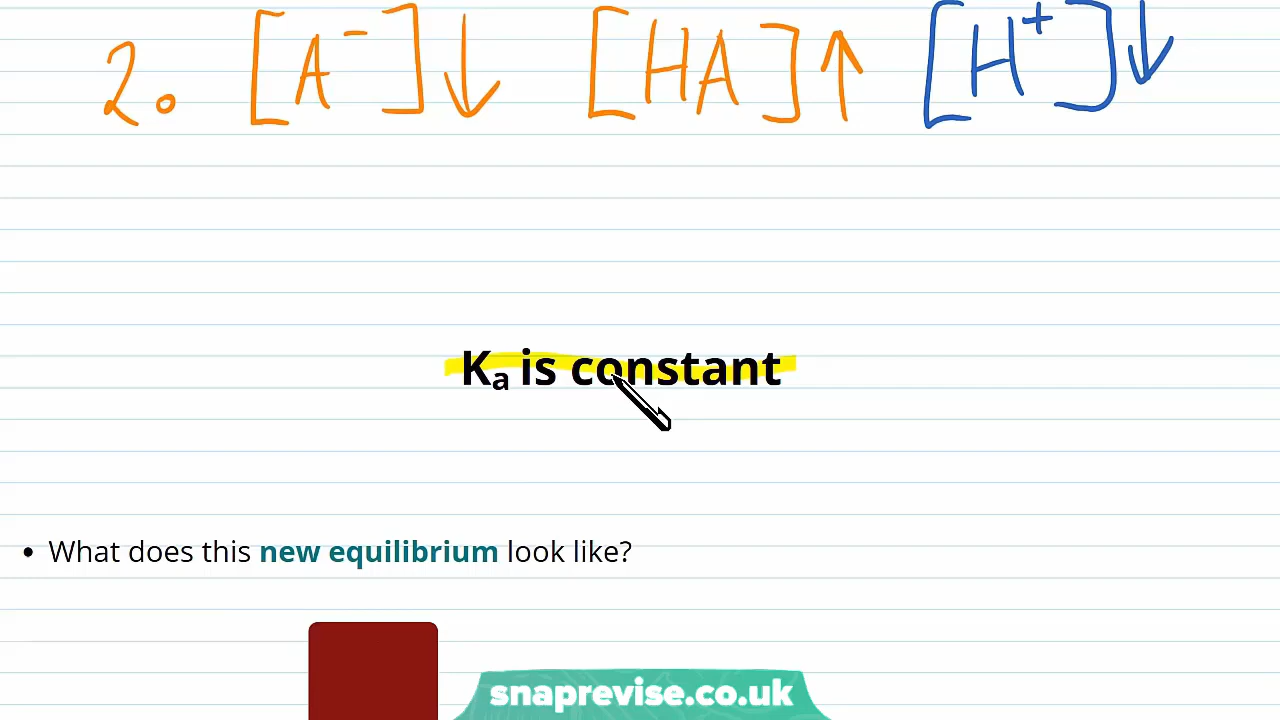 2. [A⁻]↓ [HA]↑ [H⁺]↓
Kₐ is constant
• What does this new equilibrium look like?
snaprevise.co.uk